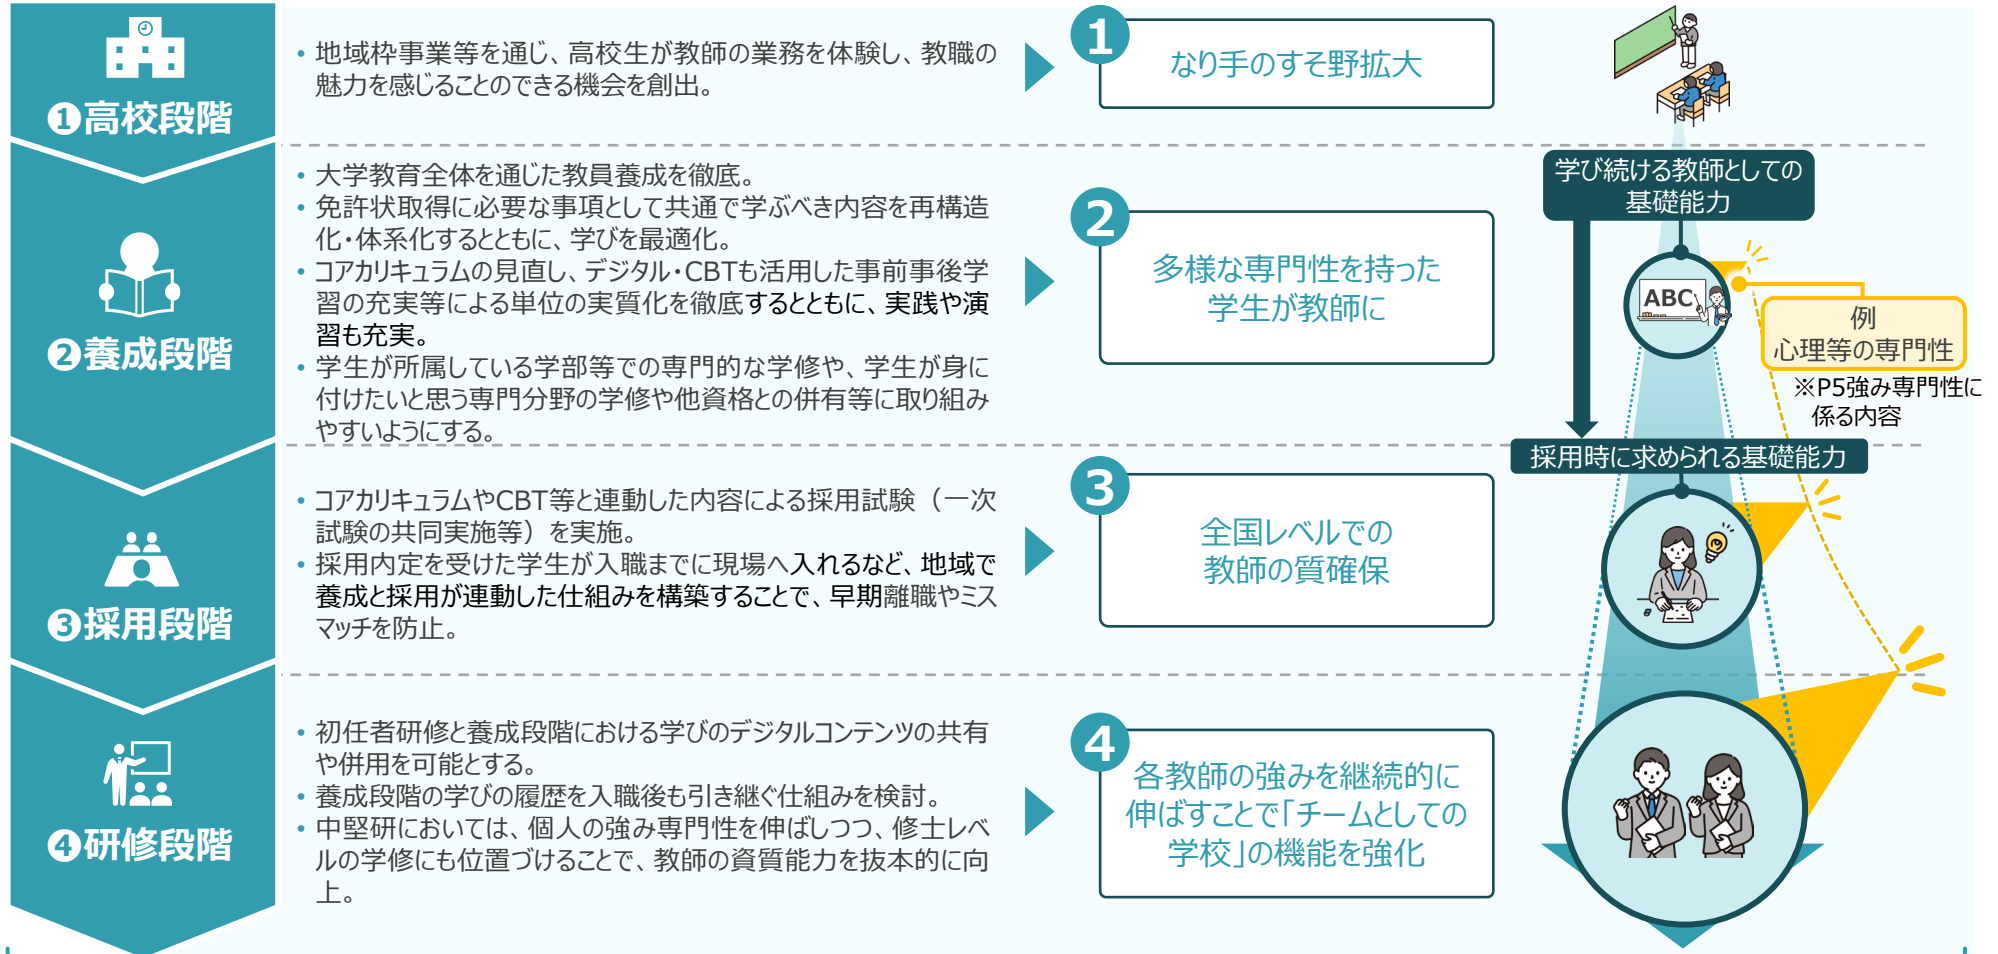 ❶高校段階
• 地域枠事業等を通じ、高校生が教師の業務を体験し、教職の
魅力を感じることのできる機会を創出。
1
なり手のすそ野拡大
❷養成段階
• 大学教育全体を通じた教員養成を徹底。
• 免許状取得に必要な事項として共通で学ぶべき内容を再構造
化・体系化するとともに、学びを最適化。
• コアカリキュラムの見直し、デジタル・CBTも活用した事前事後学
習の充実等による単位の実質化を徹底するとともに、実践や演
習も充実。
• 学生が所属している学部等での専門的な学修や、学生が身に
付けたいと思う専門分野の学修や他資格との併有等に取り組み
やすいようにする。
2
多様な専門性を持った
学生が教師に
学び続ける教師としての
基礎能力
ABC
例
心理等の専門性
※P5強み専門性に
係る内容
採用時に求められる基礎能力
❸採用段階
• コアカリキュラムやCBT等と連動した内容による採用試験（一次
試験の共同実施等）を実施。
• 採用内定を受けた学生が入職までに現場へ入れるなど、地域で
養成と採用が連動した仕組みを構築することで、早期離職やミス
マッチを防止。
3
全国レベルでの
教師の質確保
❹研修段階
• 初任者研修と養成段階における学びのデジタルコンテンツの共有
や併用を可能とする。
• 養成段階の学びの履歴を入職後も引き継ぐ仕組みを検討。
• 中堅研においては、個人の強み専門性を伸ばしつつ、修士レベ
ルの学修にも位置づけることで、教師の資質能力を抜本的に向
上。
4
各教師の強みを継続的に
伸ばすことで「チームとしての
学校」の機能を強化